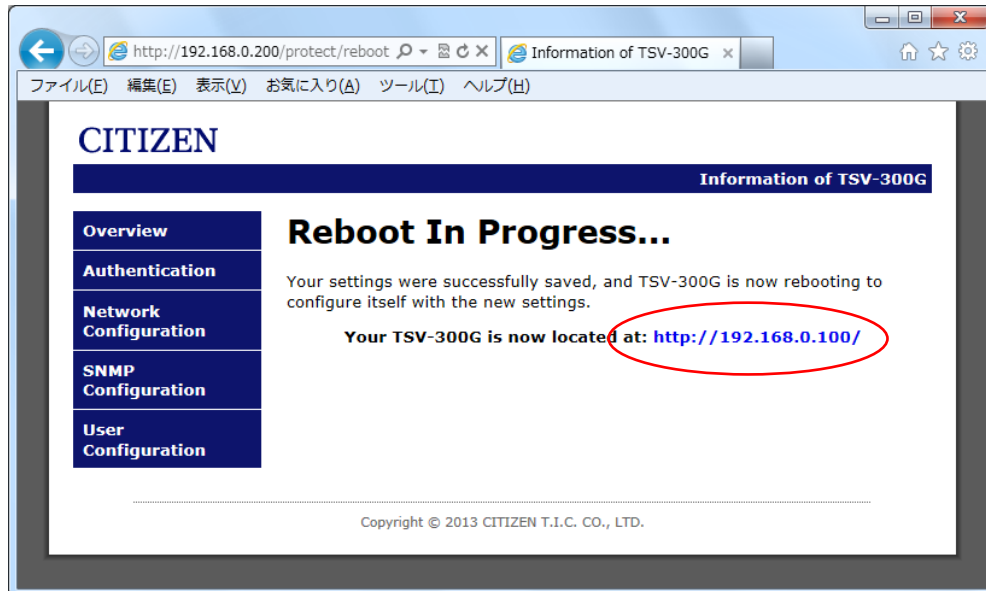 http://192.168.0.200/protect/reboot
Information of TSV-300G
ファイル(F) 編集(E) 表示(V) お気に入り(A) ツール(T) ヘルプ(H)
CITIZEN
Information of TSV-300G
Overview
Authentication
Network
Configuration
SNMP
Configuration
User
Configuration
Reboot In Progress...
Your settings were successfully saved, and TSV-300G is now rebooting to
configure itself with the new settings.
Your TSV-300G is now located at: http://192.168.0.100/
Copyright © 2013 CITIZEN T.I.C. CO., LTD.